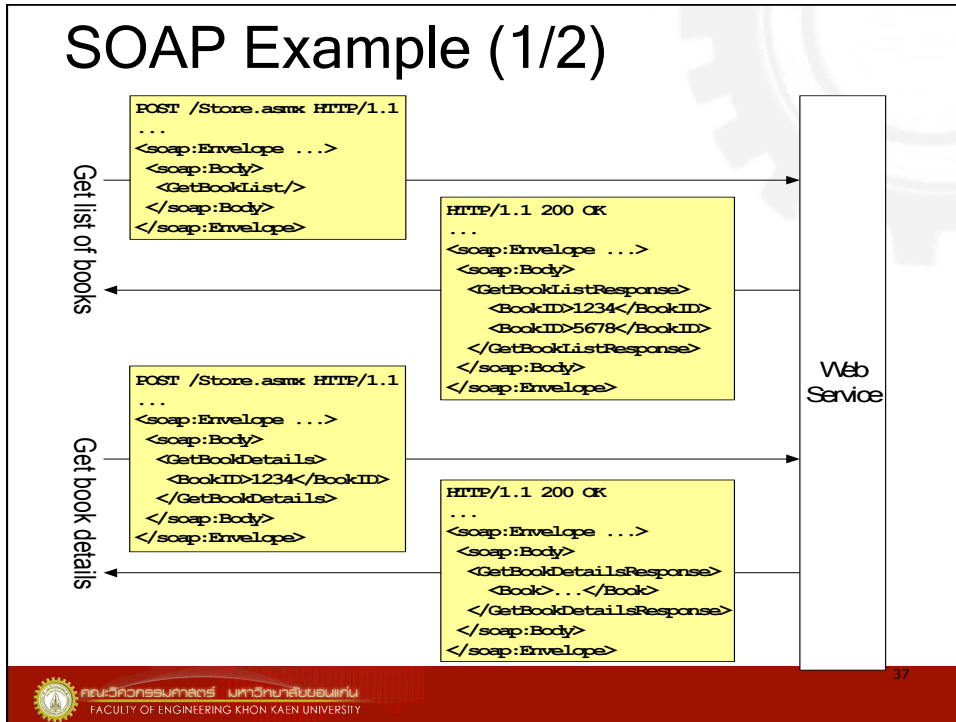 SOAP Example (1/2)
Get list of books
POST /Store.asmx HTTP/1.1
...
<soap:Envelope ...>
<soap:Body>
<GetBookList/>
</soap:Body>
</soap:Envelope>
HTTP/1.1 200 OK
...
<soap:Envelope ...>
<soap:Body>
<GetBookListResponse>
<BookID>1234</BookID>
<BookID>5678</BookID>
</GetBookListResponse>
</soap:Body>
</soap:Envelope>
Get book details
POST /Store.asmx HTTP/1.1
...
<soap:Envelope ...>
<soap:Body>
<GetBookDetails>
<BookID>1234</BookID>
</GetBookDetails>
</soap:Body>
</soap:Envelope>
HTTP/1.1 200 OK
...
<soap:Envelope ...>
<soap:Body>
<GetBookDetailsResponse>
<Book>...</Book>
</GetBookDetailsResponse>
</soap:Body>
</soap:Envelope>
Web
Service
37
คณะวิศวกรรมศาสตร์ มหาวิทยาลัยขอนแก่น
FACULTY OF ENGINEERING KHON KAEN UNIVERSITY